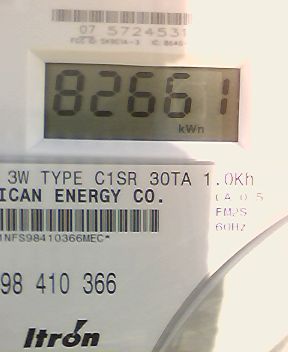 07 5724531
82661
kWh
3W TYPE C1SR 30TA 1.0Kh
ICAN ENERGY CO.
CA 0.5
FM2S
60Hz
1NFS98410366MEC*
98 410 366
Itron